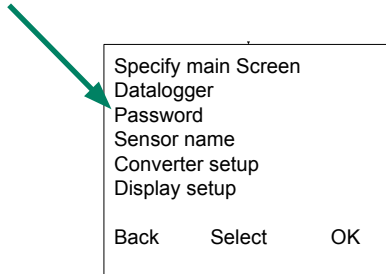 Specify main Screen
Datalogger
Password
Sensor name
Converter setup
Display setup
Back Select OK